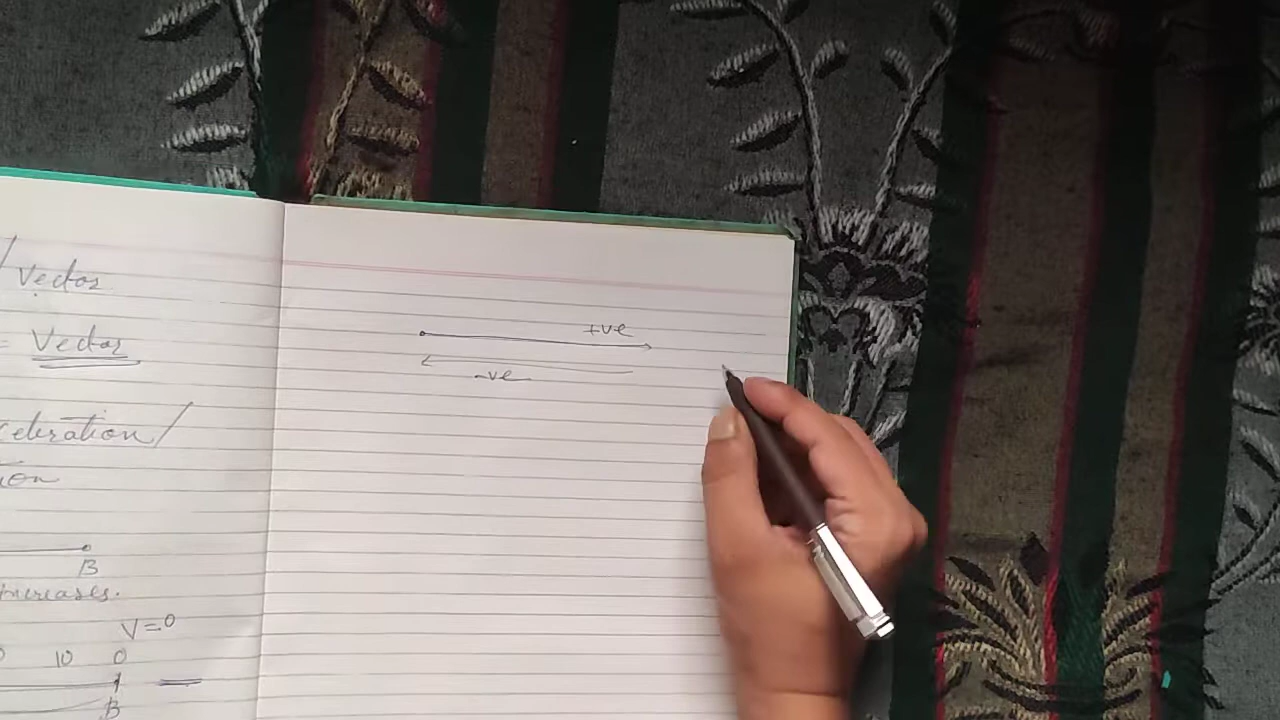 / Vector
= Vector
celeration/
ion
B
increases.
V=0
10 0
B
+ve
-ve